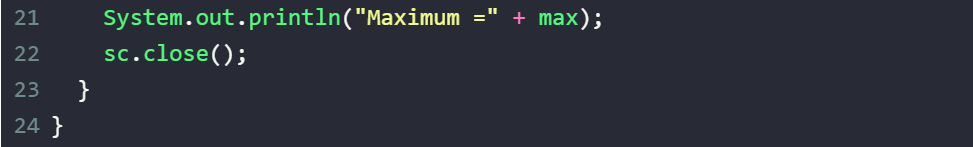 21 System.out.println("Maximum =" + max);
22 sc.close();
23 }
24 }